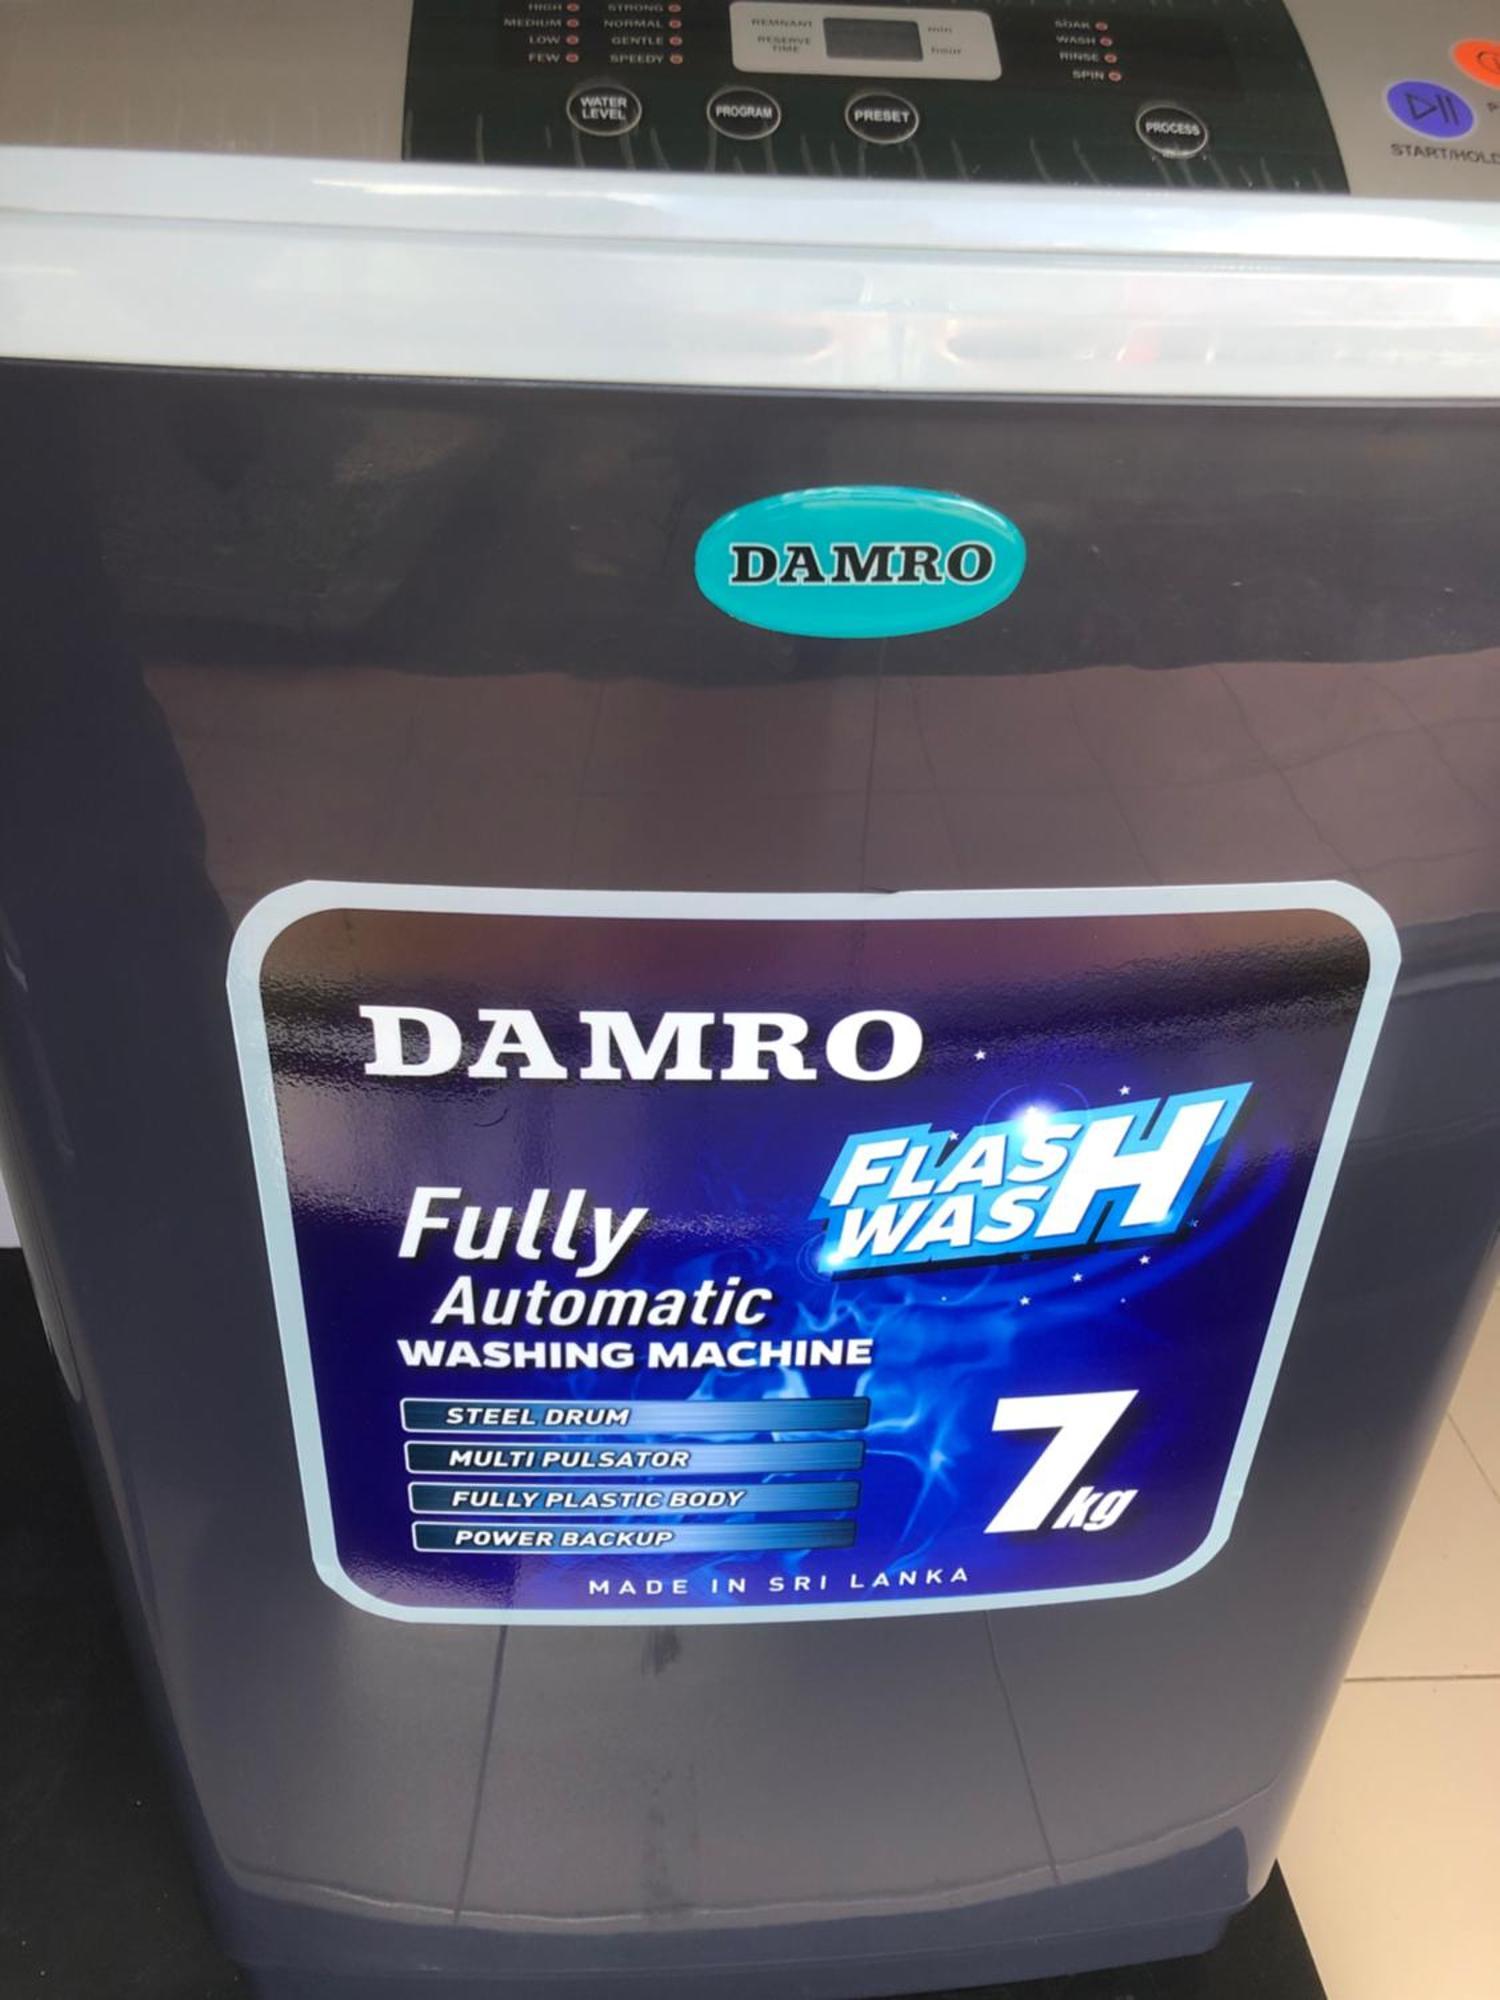 HIGH STRONG
MEDIUM NORMAL
LOW GENTLE
FEW SPEEDY
REMNANT min
RESERVE TIME hour
SOAK
WASH
RINSE
SPIN
WATER LEVEL
PROGRAM
PRESET
PROCESS
START/HOLD
DAMRO
DAMRO
FLASH
WASH
Fully
Automatic
WASHING MACHINE
STEEL DRUM
MULTI PULSATOR
FULLY PLASTIC BODY
POWER BACKUP
7kg
MADE IN SRI LANKA